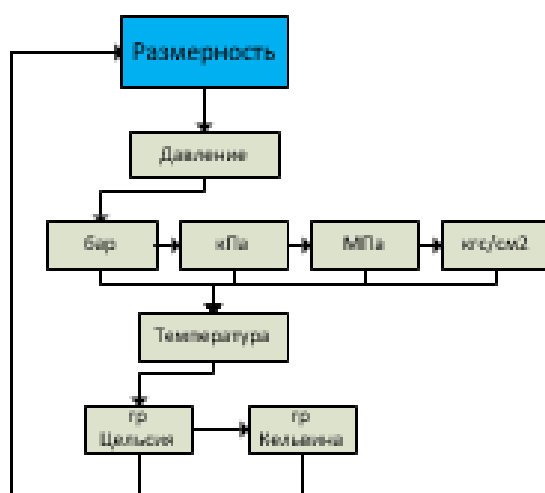 Размерность
Давление
бар
кПа
МПа
кгс/см2
Температура
гр
Цельсия
гр
Кельвина